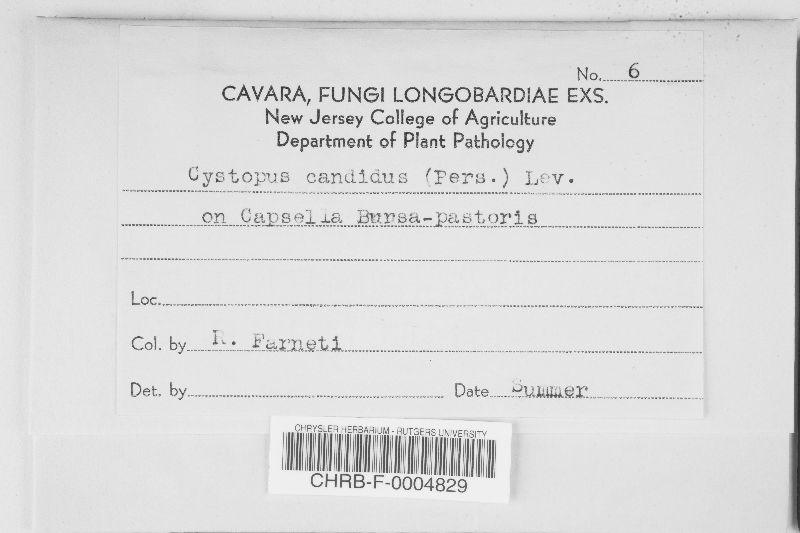 No. 6
CAVARA, FUNGI LONGOBARDIAE EXS.
New Jersey College of Agriculture
Department of Plant Pathology
Cystopus candidus (Pers.) Lev.
on Capsella Bursa-pastoris
Loc.
Col. by R. Farneti
Det. by Date Summer
CHRYSLER HERBARIUM - RUTGERS UNIVERSITY
CHRB-F-0004829